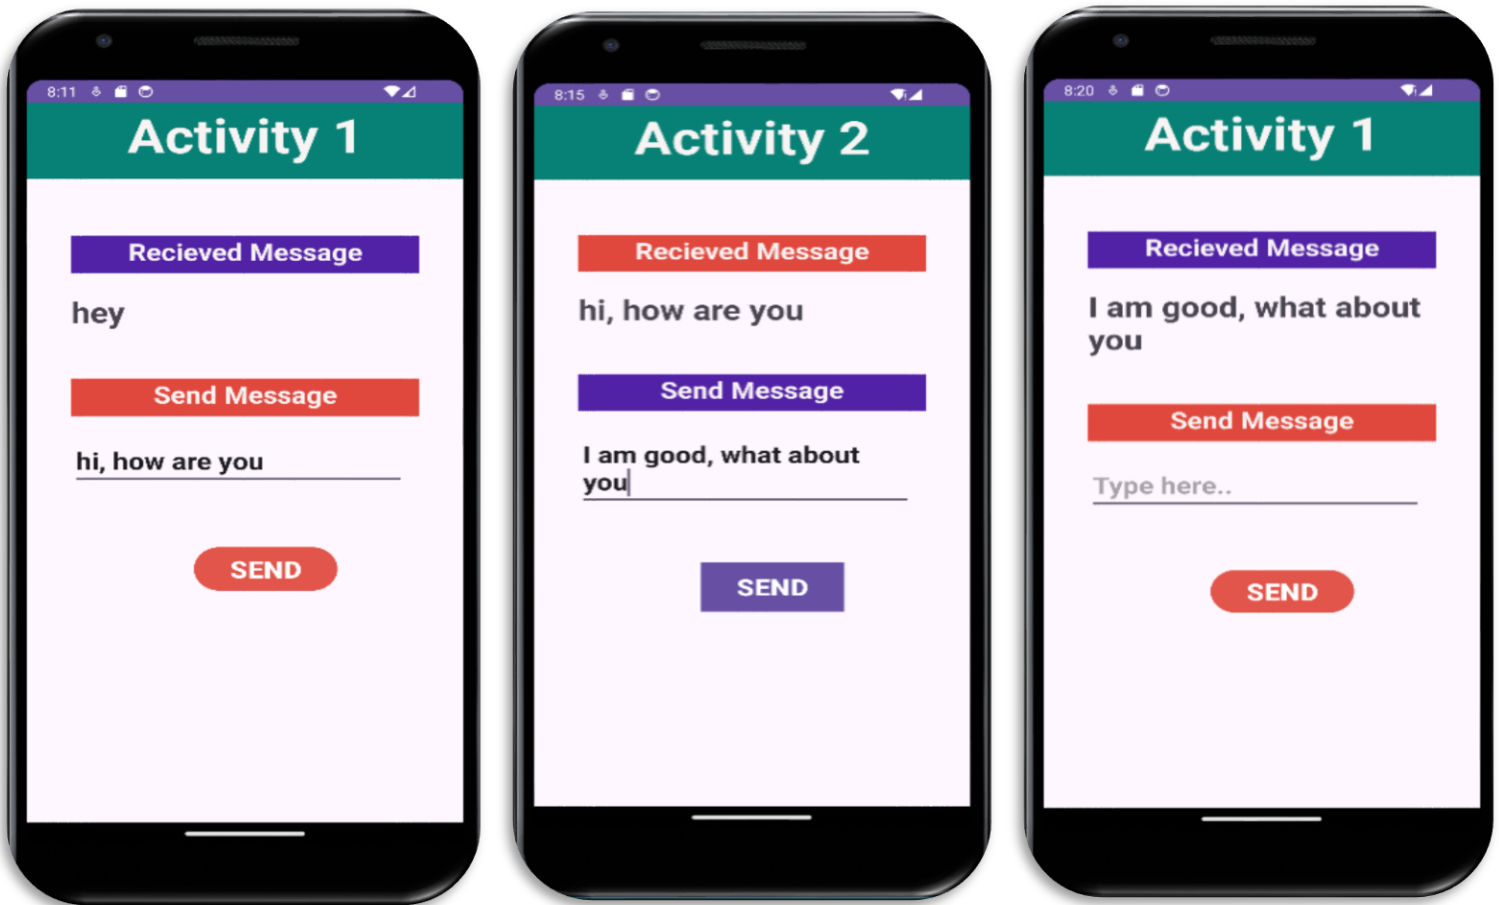 8:11
Activity 1
Recieved Message
hey
Send Message
hi, how are you
SEND
8:15
Activity 2
Recieved Message
hi, how are you
Send Message
I am good, what about
you
SEND
8:20
Activity 1
Recieved Message
I am good, what about
you
Send Message
Type here..
SEND